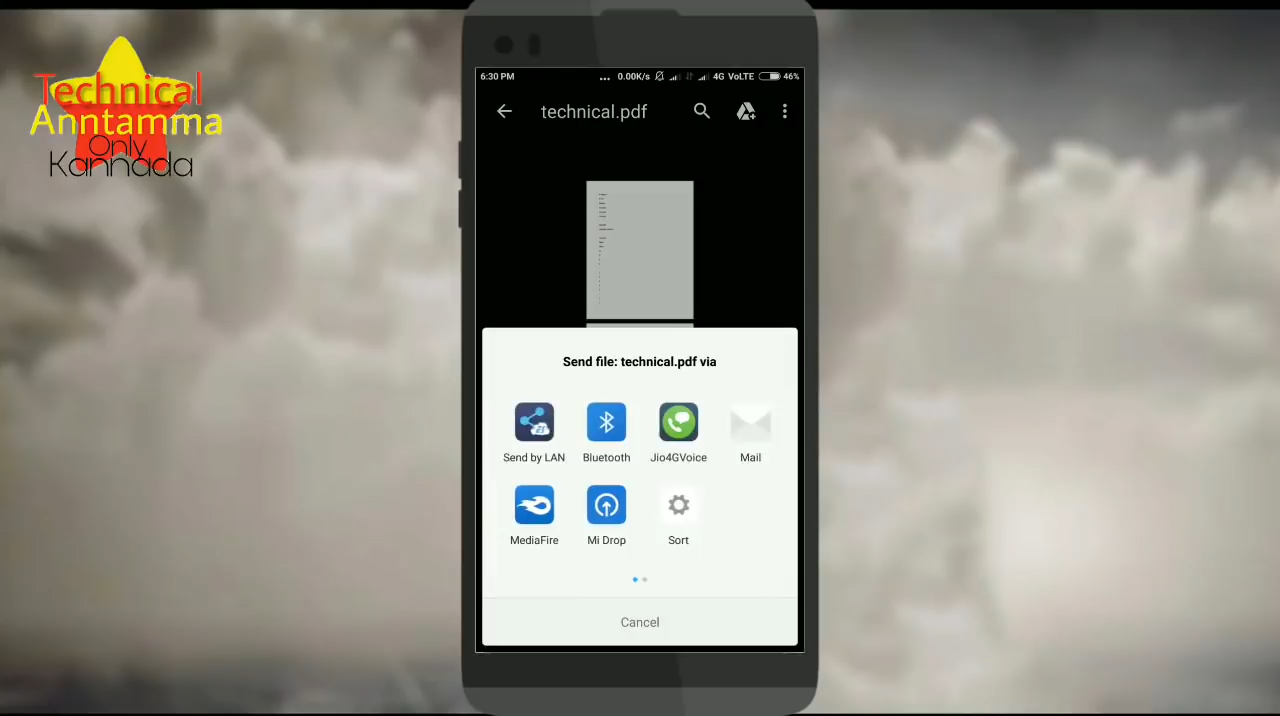 Technical
Anntamma
Only
Kannada
6:30 PM
... 0.00K/s 4G VoLTE 46%
technical.pdf
Send file: technical.pdf via
Send by LAN Bluetooth Jio4GVoice Mail
MediaFire Mi Drop Sort
Cancel